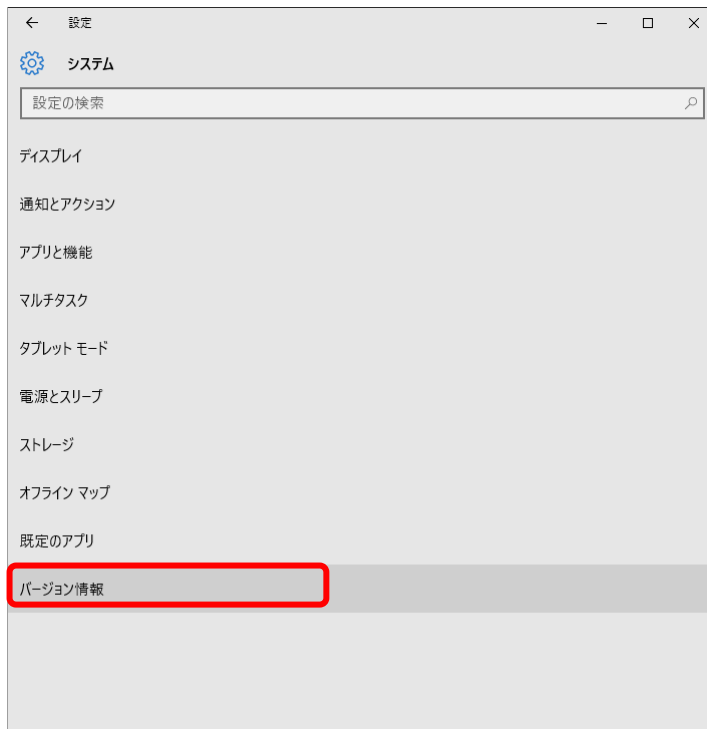 設定
システム
設定の検索
ディスプレイ
通知とアクション
アプリと機能
マルチタスク
タブレット モード
電源とスリープ
ストレージ
オフライン マップ
既定のアプリ
バージョン情報